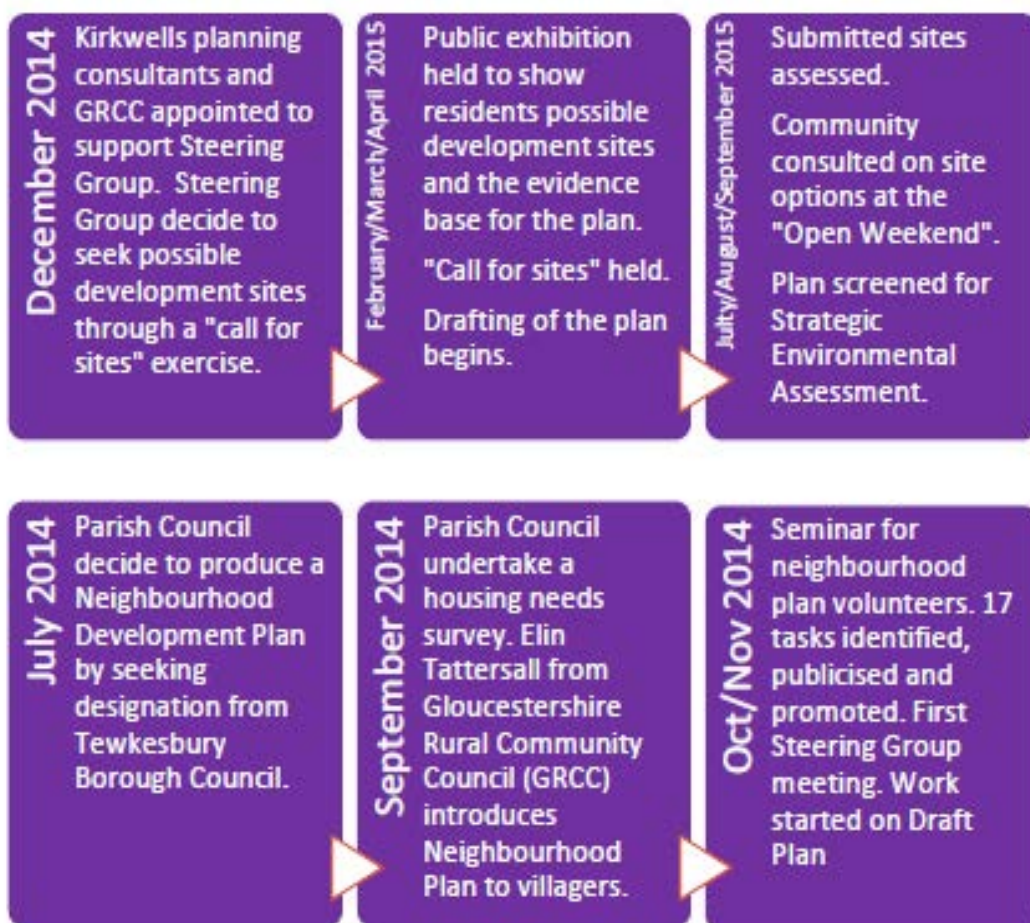 December 2014
Kirkwells planning
consultants and
GRCC appointed to
support Steering
Group. Steering
Group decide to
seek possible
development sites
through a "call for
sites" exercise.
February/March/April 2015
Public exhibition
held to show
residents possible
development sites
and the evidence
base for the plan.
"Call for sites" held.
Drafting of the plan
begins.
Julty/August/September 2015
Submitted sites
assessed.
Community
consulted on site
options at the
"Open Weekend".
Plan screened for
Strategic
Environmental
Assessment.
July 2014
Parish Council
decide to produce a
Neighbourhood
Development Plan
by seeking
designation from
Tewkesbury
Borough Council.
September 2014
Parish Council
undertake a
housing needs
survey. Elin
Tattersall from
Gloucestershire
Rural Community
Council (GRCC)
introduces
Neighbourhood
Plan to villagers.
Oct/Nov 2014
Seminar for
neighbourhood
plan volunteers. 17
tasks identified,
publicised and
promoted. First
Steering Group
meeting. Work
started on Draft
Plan